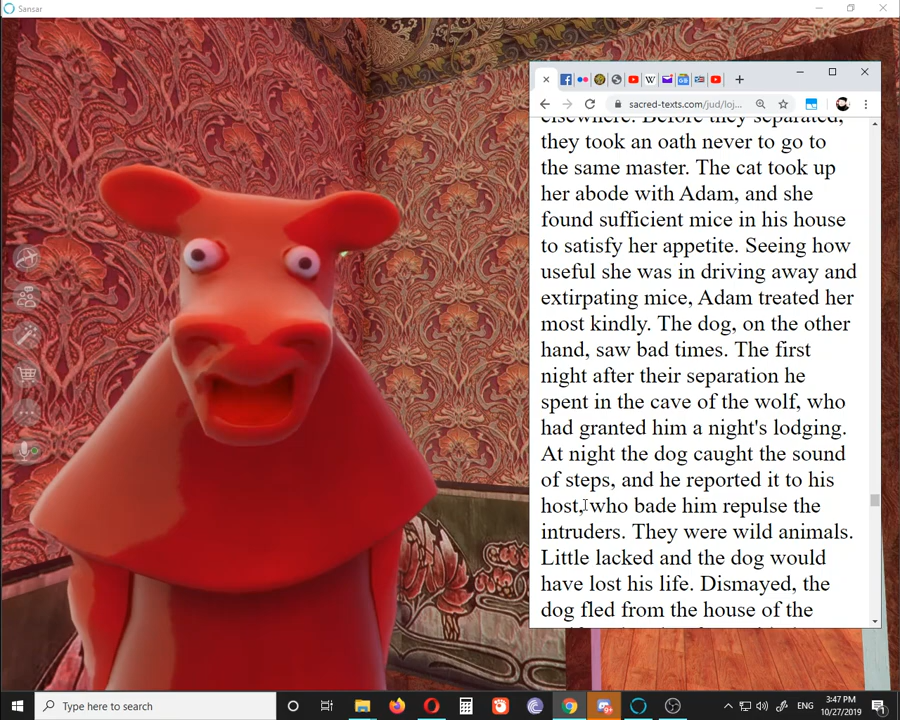 Sansar
sacred-texts.com/jud/loj...
elsewhere. Before they separated,
they took an oath never to go to
the same master. The cat took up
her abode with Adam, and she
found sufficient mice in his house
to satisfy her appetite. Seeing how
useful she was in driving away and
extirpating mice, Adam treated her
most kindly. The dog, on the other
hand, saw bad times. The first
night after their separation he
spent in the cave of the wolf, who
had granted him a night's lodging.
At night the dog caught the sound
of steps, and he reported it to his
host, who bade him repulse the
intruders. They were wild animals.
Little lacked and the dog would
have lost his life. Dismayed, the
dog fled from the house of the
Type here to search
ENG
3:47 PM
10/27/2019